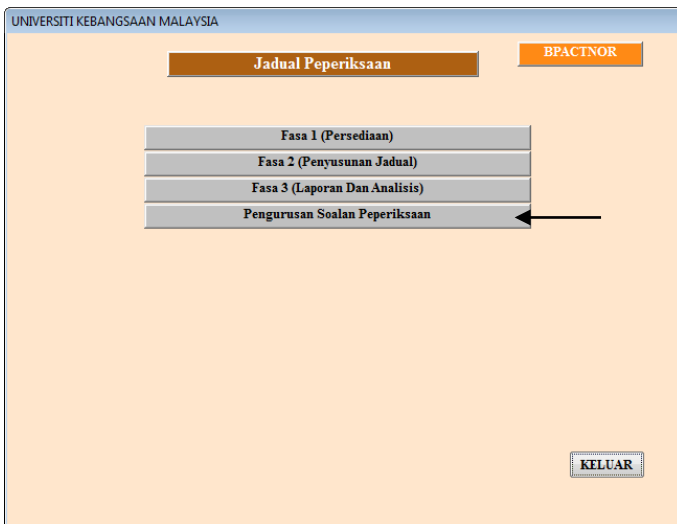 UNIVERSITI KEBANGSAAN MALAYSIA
BPACTNOR
Jadual Peperiksaan
Fasa 1 (Persediaan)
Fasa 2 (Penyusunan Jadual)
Fasa 3 (Laporan Dan Analisis)
Pengurusan Soalan Peperiksaan
KELUAR